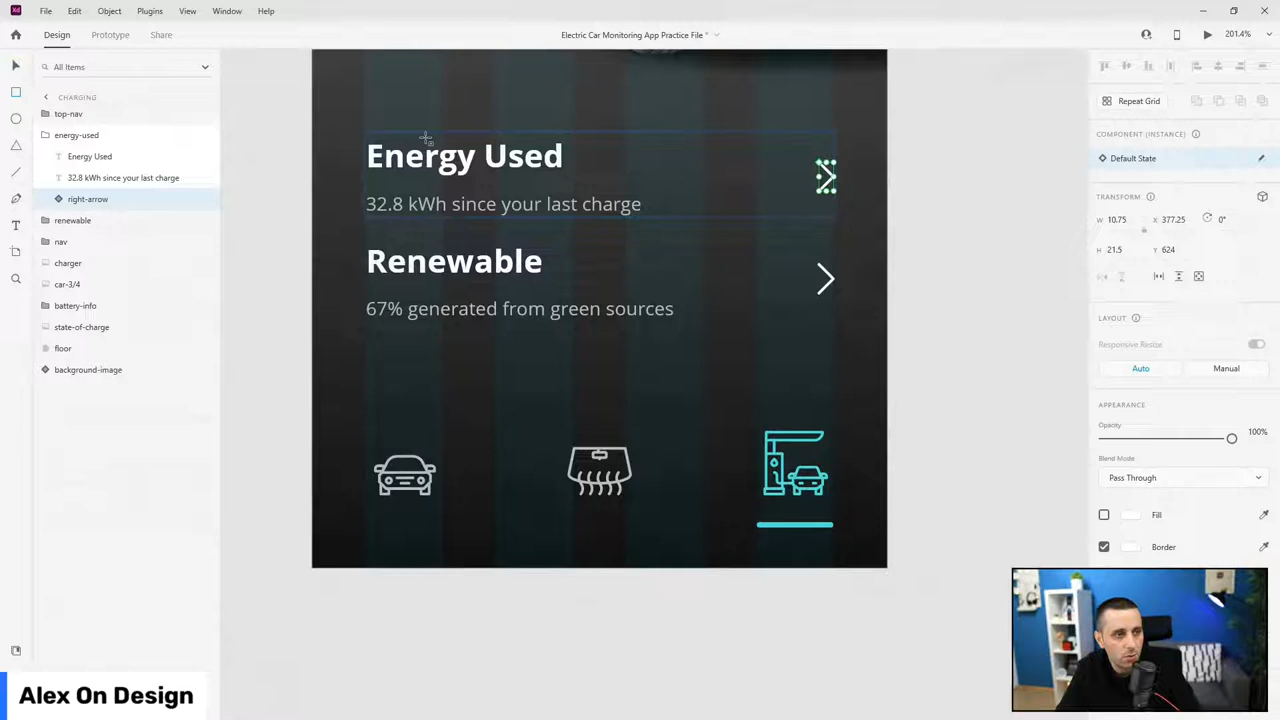 Xd File Edit Object Plugins View Window Help
Design Prototype Share
Electric Car Monitoring App Practice File *
201.4%
All Items
CHARGING
top-nav
energy-used
T Energy Used
T 32.8 kWh since your last charge
right-arrow
renewable
nav
charger
car-3/4
battery-info
state-of-charge
floor
background-image
Energy Used
32.8 kWh since your last charge
Renewable
67% generated from green sources
Repeat Grid
COMPONENT (INSTANCE)
Default State
TRANSFORM
W 10.75 X 377.25 0°
H 21.5 Y 624
LAYOUT
Responsive Resize
Auto Manual
APPEARANCE
Opacity
100%
Blend Mode
Pass Through
Fill
Border
Alex On Design